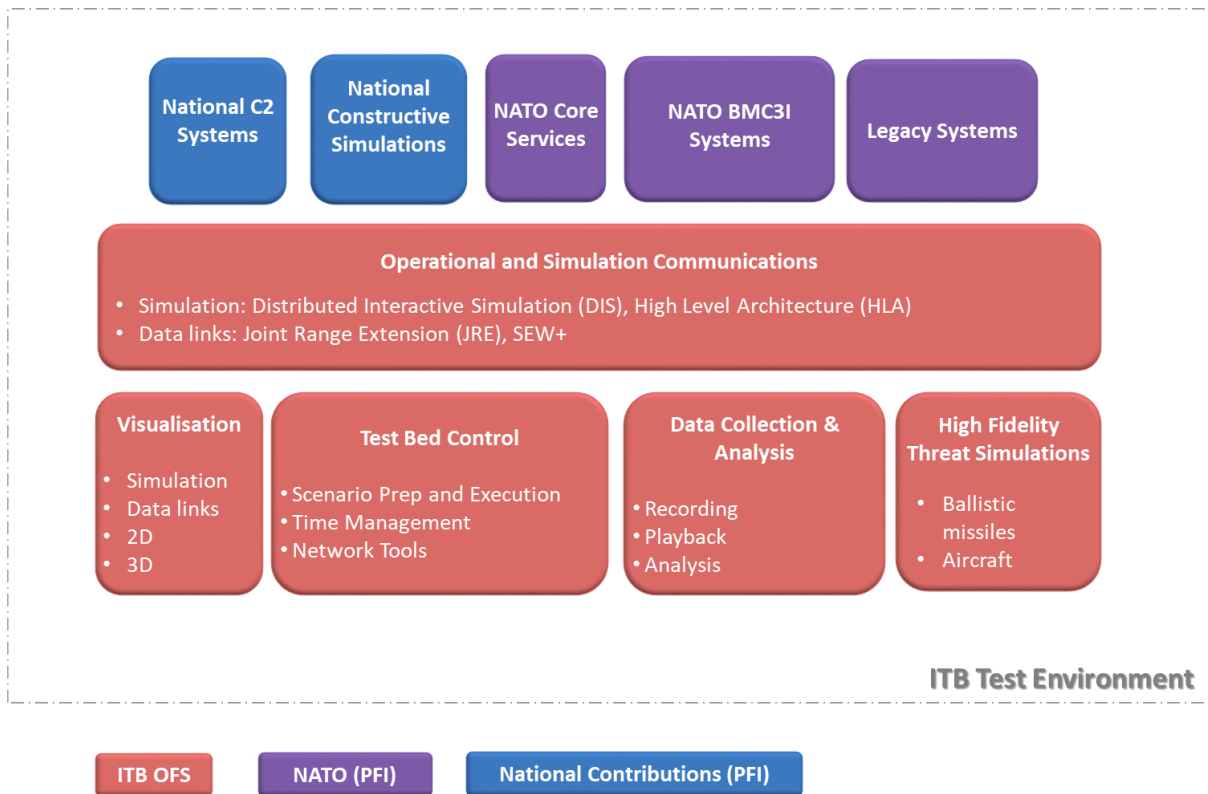 National C2
Systems
National
Constructive
Simulations
NATO Core
Services
NATO BMC3I
Systems
Legacy Systems
Operational and Simulation Communications
• Simulation: Distributed Interactive Simulation (DIS), High Level Architecture (HLA)
• Data links: Joint Range Extension (JRE), SEW+
Visualisation
• Simulation
• Data links
• 2D
• 3D
Test Bed Control
• Scenario Prep and Execution
• Time Management
• Network Tools
Data Collection &
Analysis
• Recording
• Playback
• Analysis
High Fidelity
Threat Simulations
• Ballistic
missiles
• Aircraft
ITB Test Environment
ITB OFS
NATO (PFI)
National Contributions (PFI)